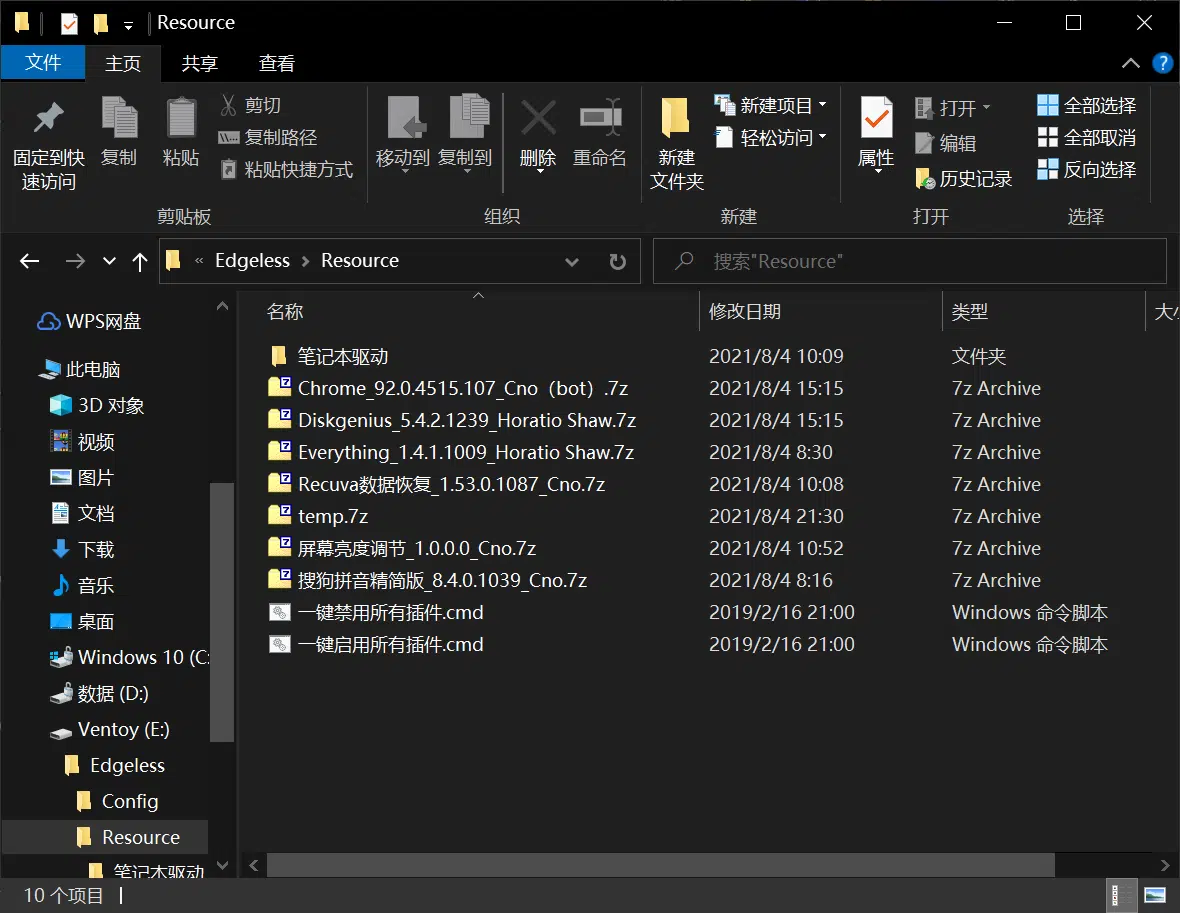 Resource
文件 主页 共享 查看
固定到快速访问
复制
粘贴
剪切
复制路径
粘贴快捷方式
剪贴板
移动到
复制到
删除
重命名
组织
新建
文件夹
新建项目
轻松访问
新建
属性
打开
编辑
历史记录
打开
全部选择
全部取消
反向选择
选择
« Edgeless › Resource
搜索"Resource"
WPS网盘
此电脑
3D 对象
视频
图片
文档
下载
音乐
桌面
Windows 10 (C:
数据 (D:)
Ventoy (E:)
Edgeless
Config
Resource
笔记本驱动
名称 修改日期 类型 大小
笔记本驱动 2021/8/4 10:09 文件夹
Chrome_92.0.4515.107_Cno（bot）.7z 2021/8/4 15:15 7z Archive
Diskgenius_5.4.2.1239_Horatio Shaw.7z 2021/8/4 15:15 7z Archive
Everything_1.4.1.1009_Horatio Shaw.7z 2021/8/4 8:30 7z Archive
Recuva数据恢复_1.53.0.1087_Cno.7z 2021/8/4 10:08 7z Archive
temp.7z 2021/8/4 21:30 7z Archive
屏幕亮度调节_1.0.0.0_Cno.7z 2021/8/4 10:52 7z Archive
搜狗拼音精简版_8.4.0.1039_Cno.7z 2021/8/4 8:16 7z Archive
一键禁用所有插件.cmd 2019/2/16 21:00 Windows 命令脚本
一键启用所有插件.cmd 2019/2/16 21:00 Windows 命令脚本
10 个项目